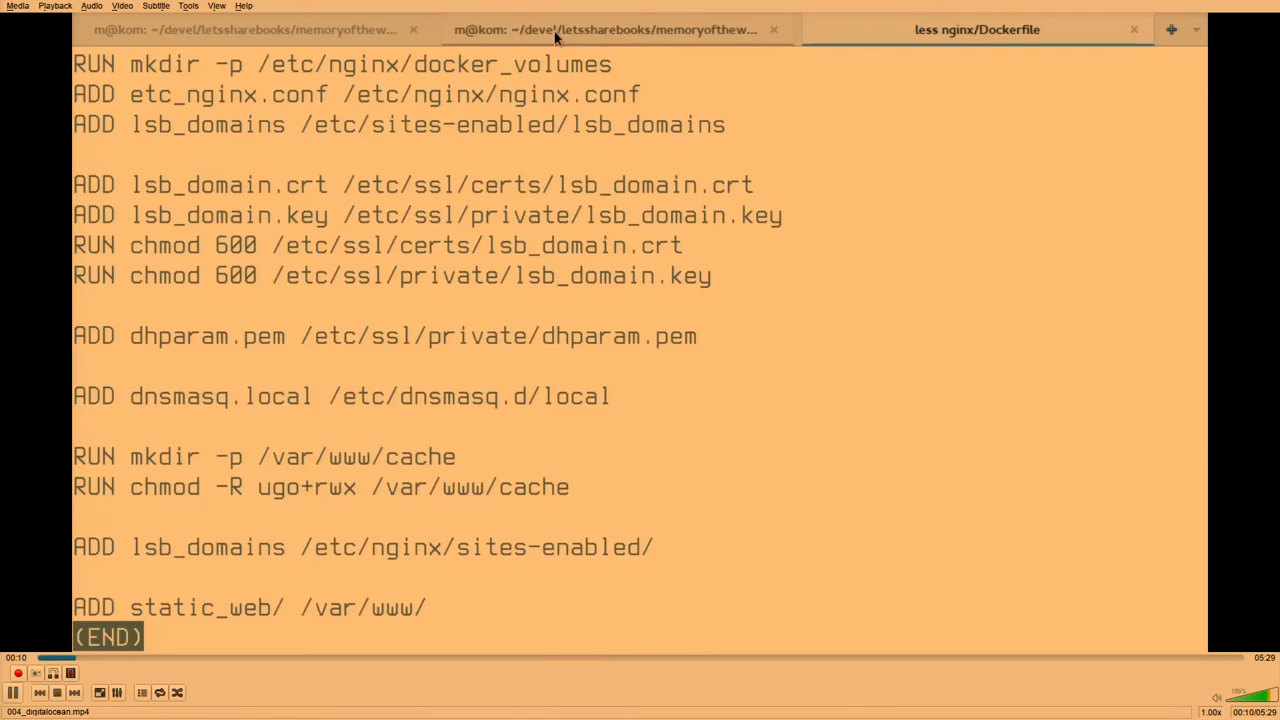 Media Playback Audio Video Subtitle Tools View Help
m@kom: ~/devel/letssharebooks/memoryofthew... × m@kom: ~/devel/letssharebooks/memoryofthew... × less nginx/Dockerfile ×
RUN mkdir -p /etc/nginx/docker_volumes
ADD etc_nginx.conf /etc/nginx/nginx.conf
ADD lsb_domains /etc/sites-enabled/lsb_domains
ADD lsb_domain.crt /etc/ssl/certs/lsb_domain.crt
ADD lsb_domain.key /etc/ssl/private/lsb_domain.key
RUN chmod 600 /etc/ssl/certs/lsb_domain.crt
RUN chmod 600 /etc/ssl/private/lsb_domain.key
ADD dhparam.pem /etc/ssl/private/dhparam.pem
ADD dnsmasq.local /etc/dnsmasq.d/local
RUN mkdir -p /var/www/cache
RUN chmod -R ugo+rwx /var/www/cache
ADD lsb_domains /etc/nginx/sites-enabled/
ADD static_web/ /var/www/
(END)
00:10 05:29
100%
004_digitalocean.mp4 1.00x 00:10/05:29